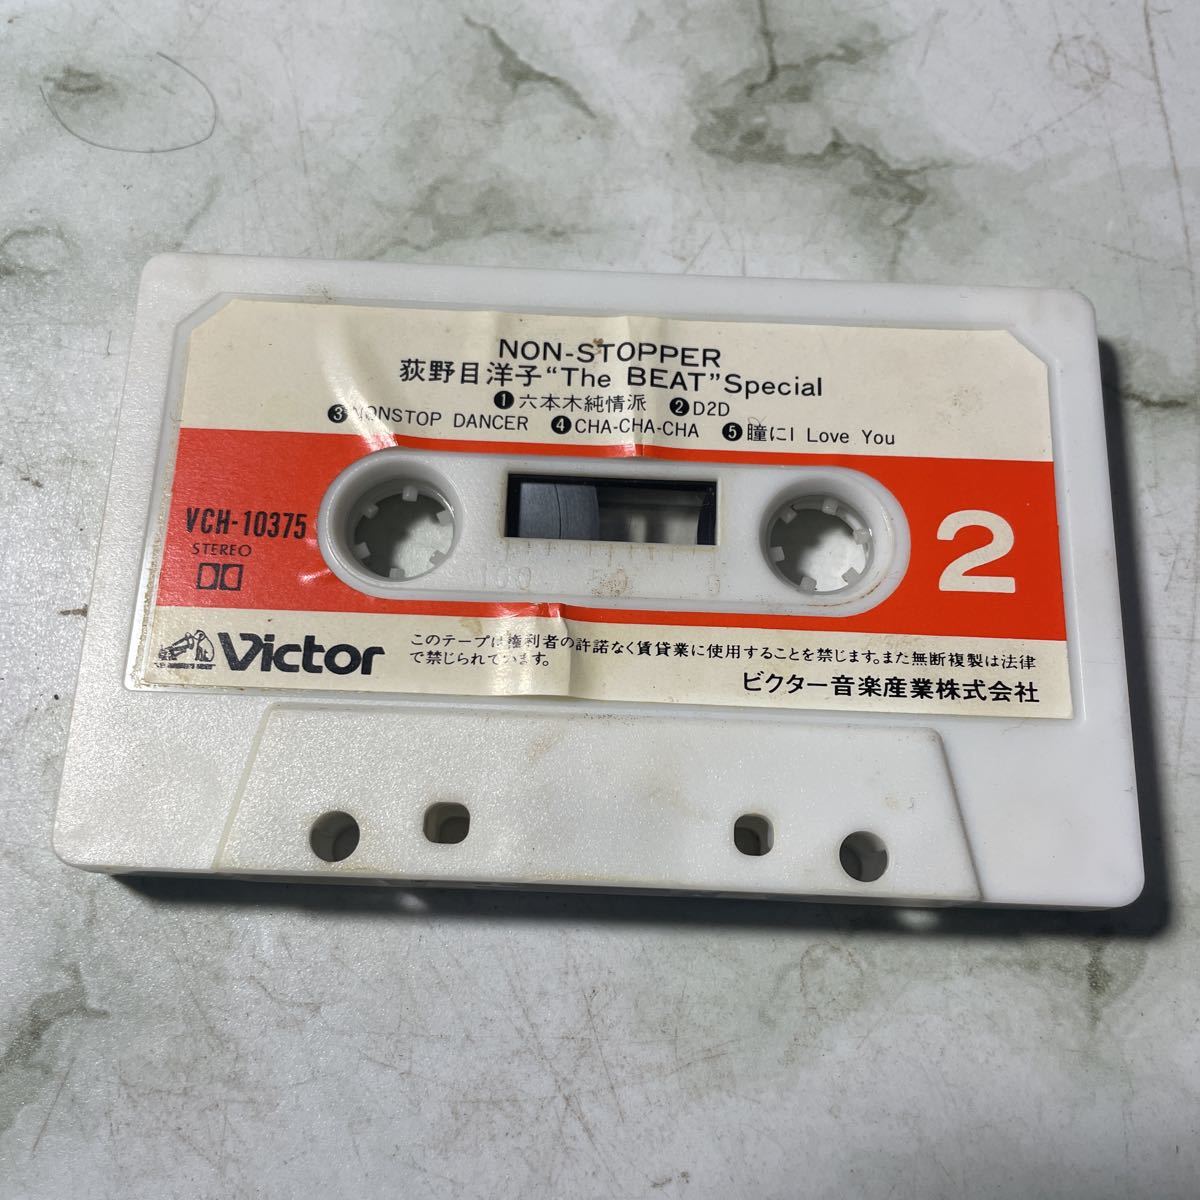 NON-STOPPER
荻野目洋子“The BEAT”Special
❶六本木純情派 ❷D2D
❸NONSTOP DANCER ❹CHA-CHA-CHA ❺瞳にI Love You
VCH-10375
STEREO
100 50 0
2
Victor
このテープは権利者の許諾なく賃貸業に使用することを禁じます。また無断複製は法律
で禁じられています。
ビクター音楽産業株式会社